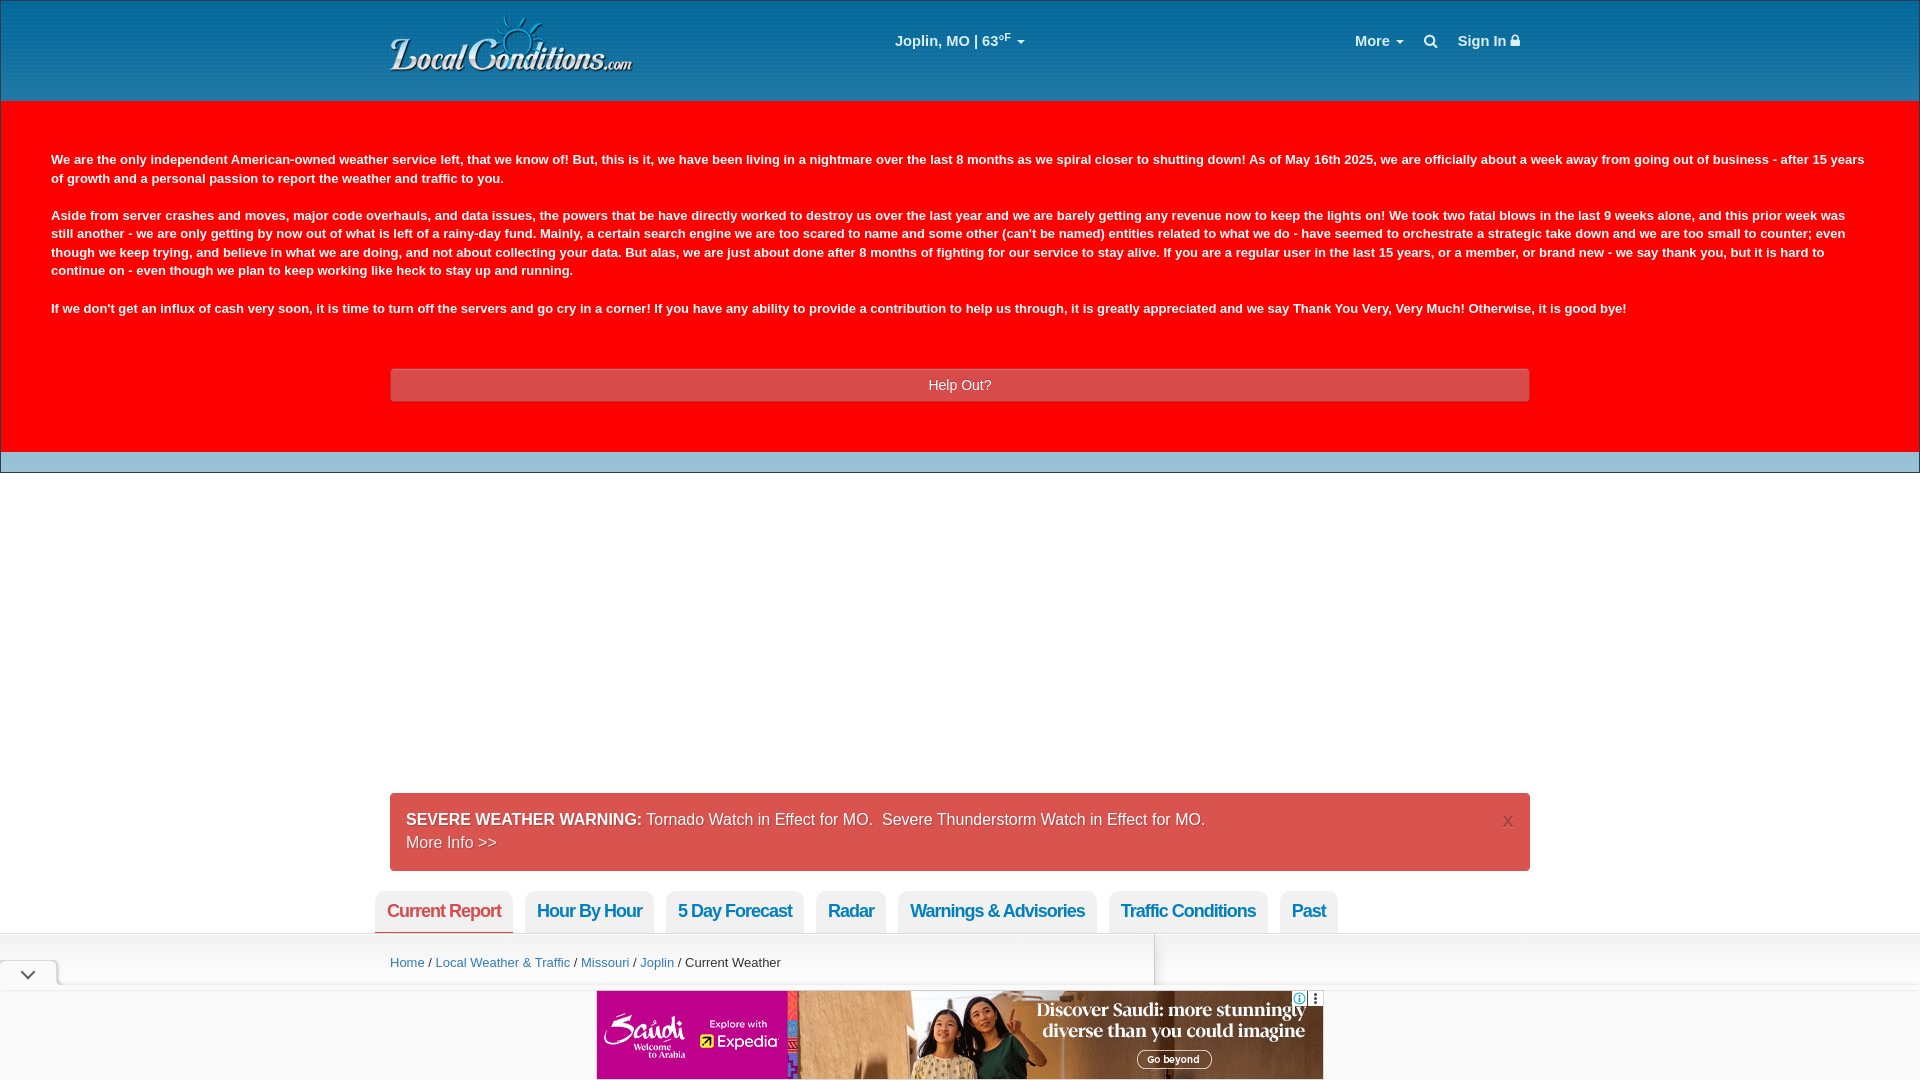 LocalConditions.com
Joplin, MO | 63°F
More
Sign In
We are the only independent American-owned weather service left, that we know of! But, this is it, we have been living in a nightmare over the last 8 months as we spiral closer to shutting down! As of May 16th 2025, we are officially about a week away from going out of business - after 15 years
of growth and a personal passion to report the weather and traffic to you.
Aside from server crashes and moves, major code overhauls, and data issues, the powers that be have directly worked to destroy us over the last year and we are barely getting any revenue now to keep the lights on! We took two fatal blows in the last 9 weeks alone, and this prior week was
still another - we are only getting by now out of what is left of a rainy-day fund. Mainly, a certain search engine we are too scared to name and some other (can't be named) entities related to what we do - have seemed to orchestrate a strategic take down and we are too small to counter; even
though we keep trying, and believe in what we are doing, and not about collecting your data. But alas, we are just about done after 8 months of fighting for our service to stay alive. If you are a regular user in the last 15 years, or a member, or brand new - we say thank you, but it is hard to
continue on - even though we plan to keep working like heck to stay up and running.
If we don't get an influx of cash very soon, it is time to turn off the servers and go cry in a corner! If you have any ability to provide a contribution to help us through, it is greatly appreciated and we say Thank You Very, Very Much! Otherwise, it is good bye!
Help Out?
SEVERE WEATHER WARNING: Tornado Watch in Effect for MO. Severe Thunderstorm Watch in Effect for MO.
x
More Info >>
Current Report
Hour By Hour
5 Day Forecast
Radar
Warnings & Advisories
Traffic Conditions
Past
Home / Local Weather & Traffic / Missouri / Joplin / Current Weather
Saudi
Welcome
to Arabia
Explore with
Expedia
Discover Saudi: more stunningly
diverse than you could imagine
Go beyond